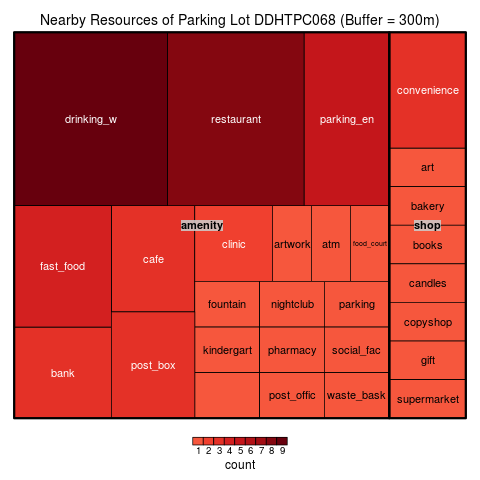 Nearby Resources of Parking Lot DDHTPC068 (Buffer = 300m)
drinking_w
restaurant
parking_en
convenience
art
bakery
amenity
shop
fast_food
cafe
clinic
artwork
atm
food_court
books
candles
fountain
nightclub
parking
copyshop
kindergart
pharmacy
social_fac
gift
bank
post_box
post_offic
waste_bask
supermarket
1 2 3 4 5 6 7 8 9
count